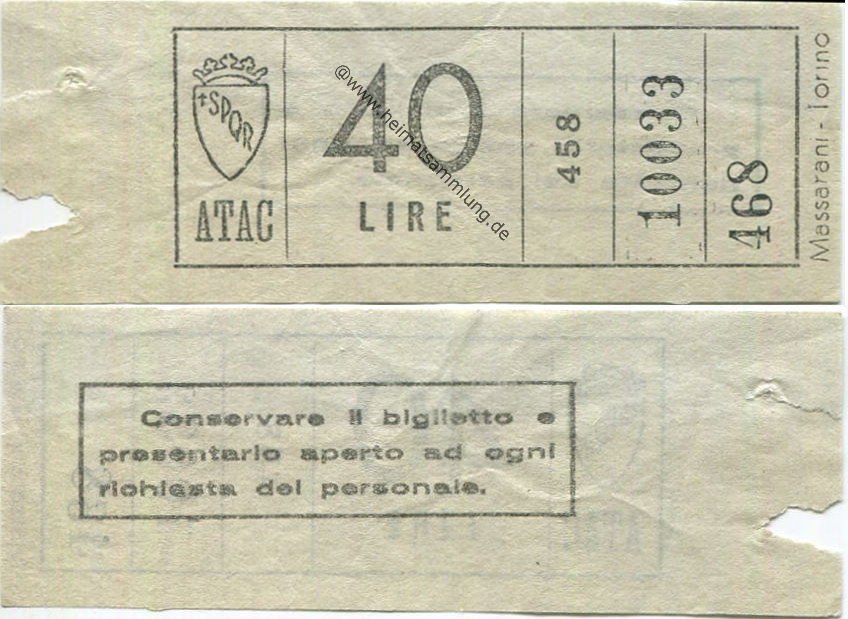 +SPQR
ATAC
40
LIRE
458
10033
468
Massarani - Torino
@www.heimatsammlung.de
Conservare il biglietto e
presentarlo aperto ad ogni
richiesta del personale.